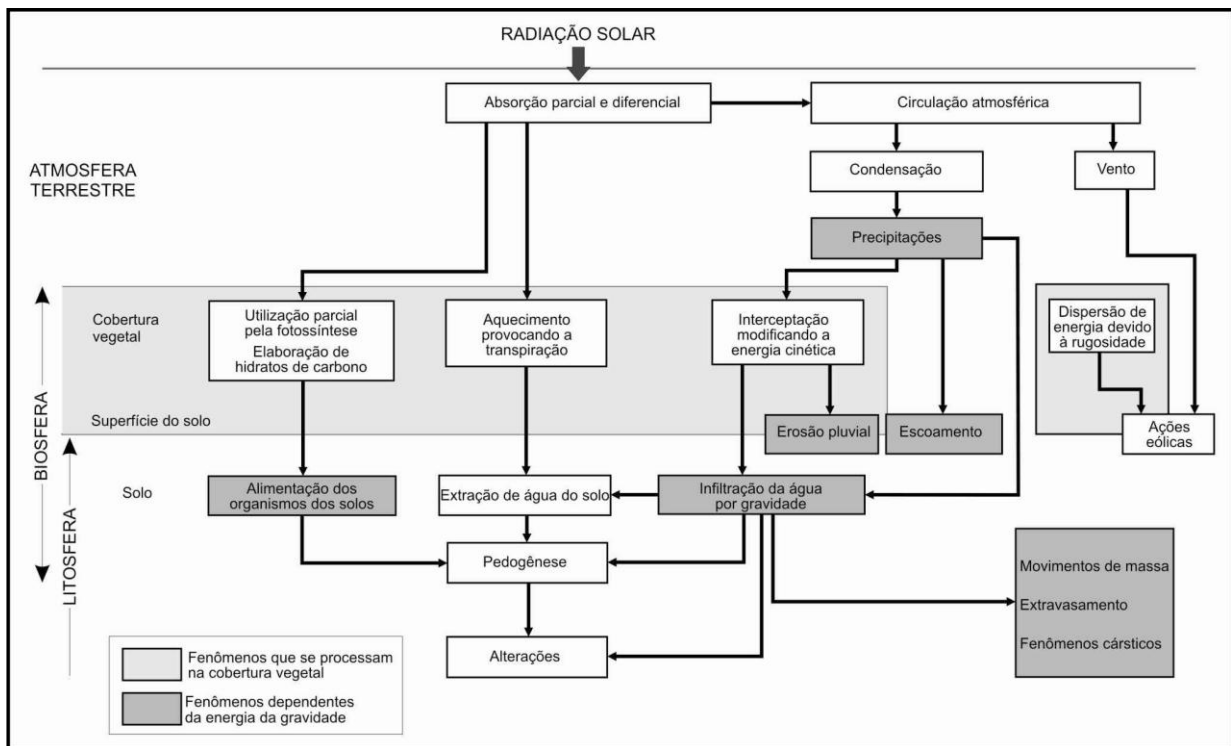 RADIAÇÃO SOLAR
Absorção parcial e diferencial
Circulação atmosférica
ATMOSFERA
TERRESTRE
Condensação
Vento
Precipitações
Cobertura
vegetal
Utilização parcial
pela fotossíntese
Elaboração de
hidratos de carbono
Aquecimento
provocando a
transpiração
Interceptação
modificando a
energia cinética
Dispersão de
energia devido
à rugosidade
Superfície do solo
Erosão pluvial
Escoamento
Ações
eólicas
BIOSFERA
LITOSFERA
Solo
Alimentação dos
organismos dos solos
Extração de água do solo
Infiltração da água
por gravidade
Pedogênese
Movimentos de massa
Extravasamento
Fenômenos cársticos
Alterações
Fenômenos que se processam
na cobertura vegetal
Fenômenos dependentes
da energia da gravidade